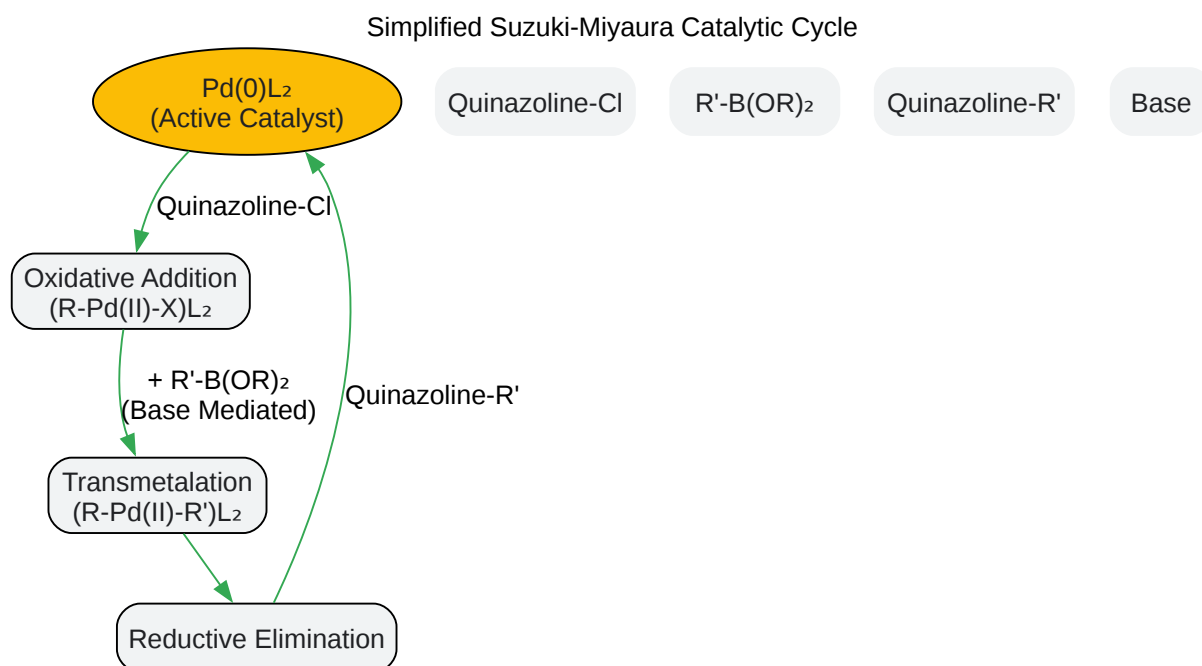 Simplified Suzuki-Miyaura Catalytic Cycle
Pd(0)L₂
(Active Catalyst)
Quinazoline-Cl
R'-B(OR)₂
Quinazoline-R'
Base
Quinazoline-Cl
Oxidative Addition
(R-Pd(II)-X)L₂
+ R'-B(OR)₂
(Base Mediated)
Quinazoline-R'
Transmetalation
(R-Pd(II)-R')L₂
Reductive Elimination